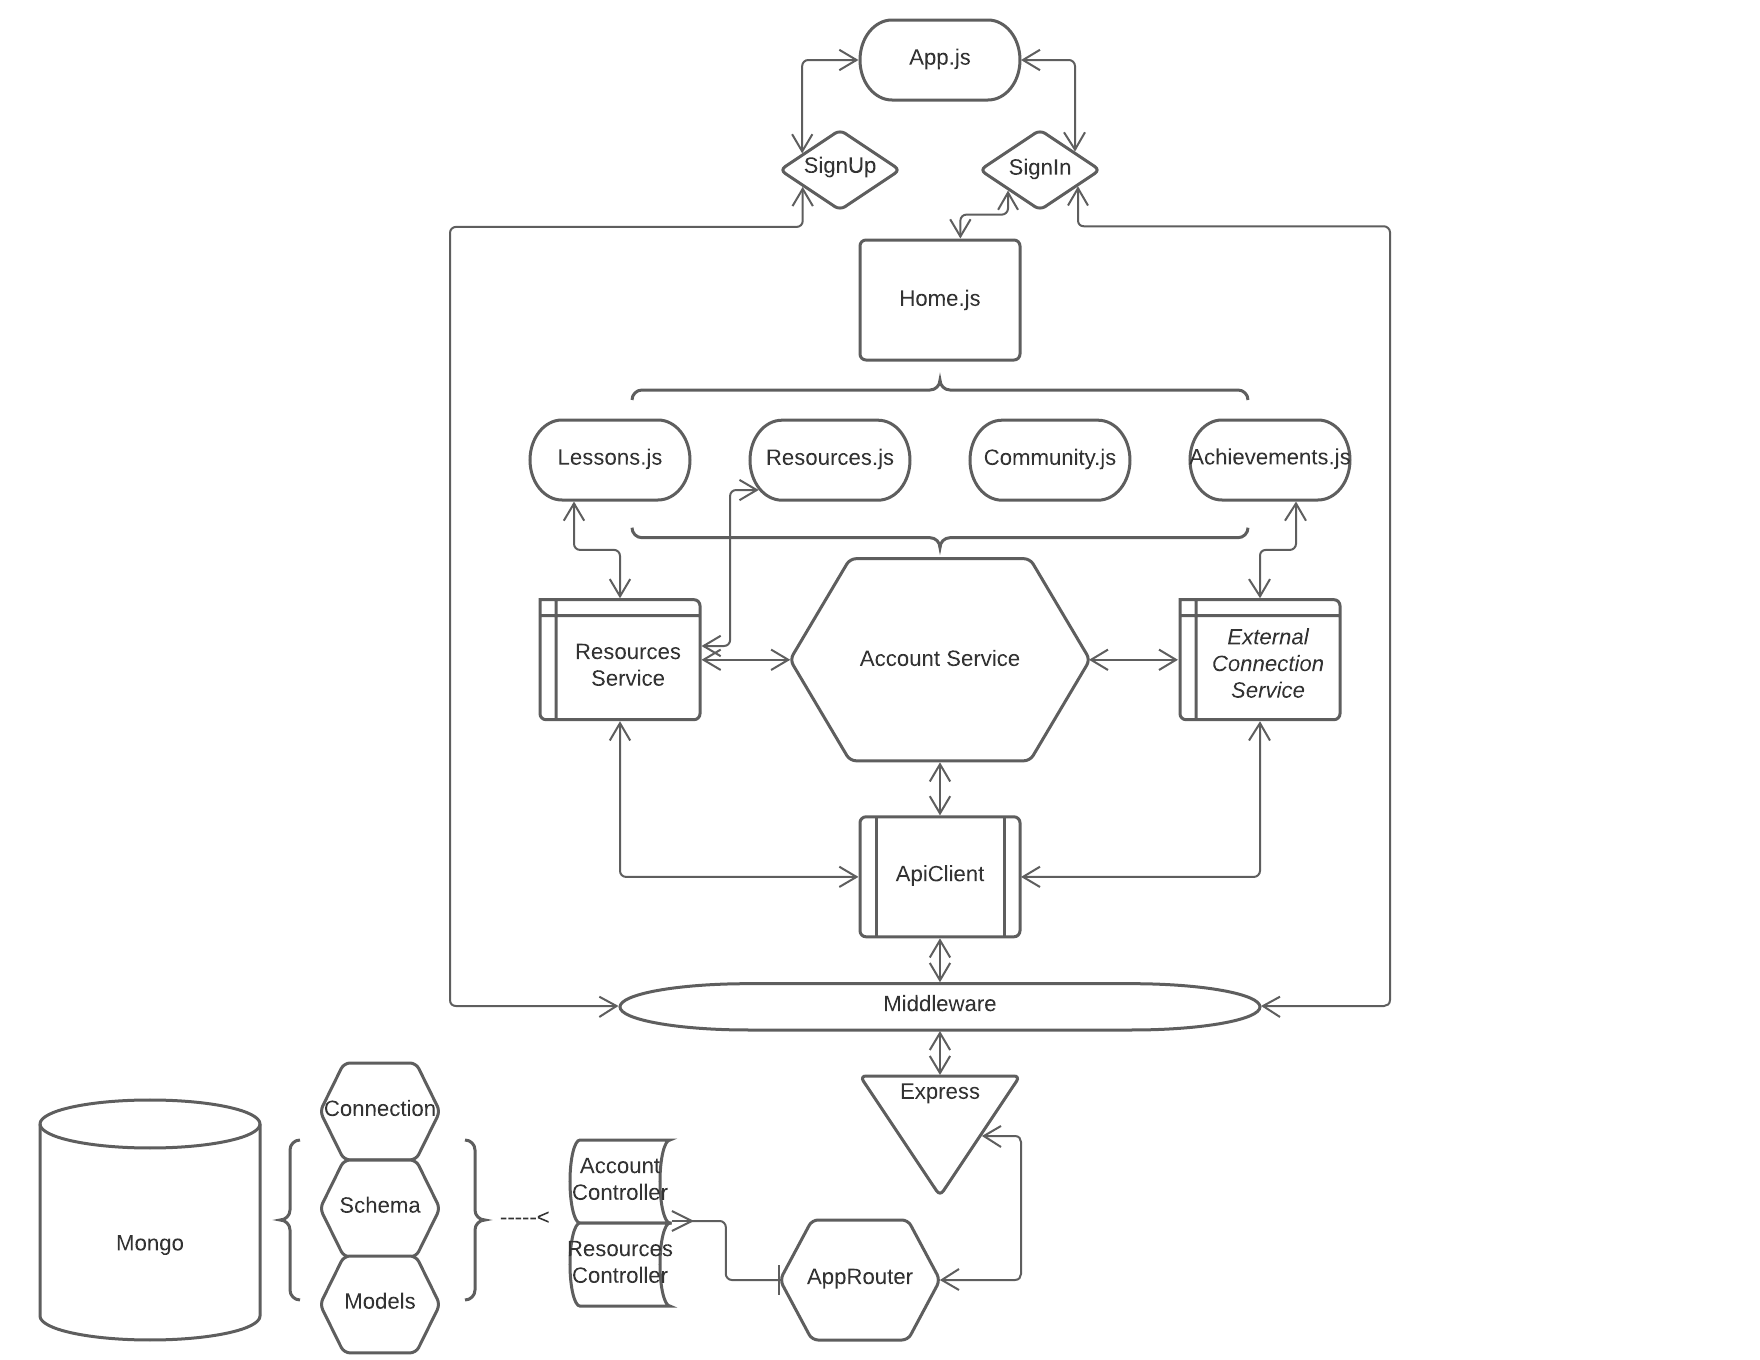 App.js
SignUp
SignIn
Home.js
Lessons.js
Resources.js
Community.js
Achievements.js
Resources
Service
Account Service
External
Connection
Service
ApiClient
Middleware
Express
Connection
Schema
Models
Mongo
-----<
Account
Controller
Resources
Controller
AppRouter